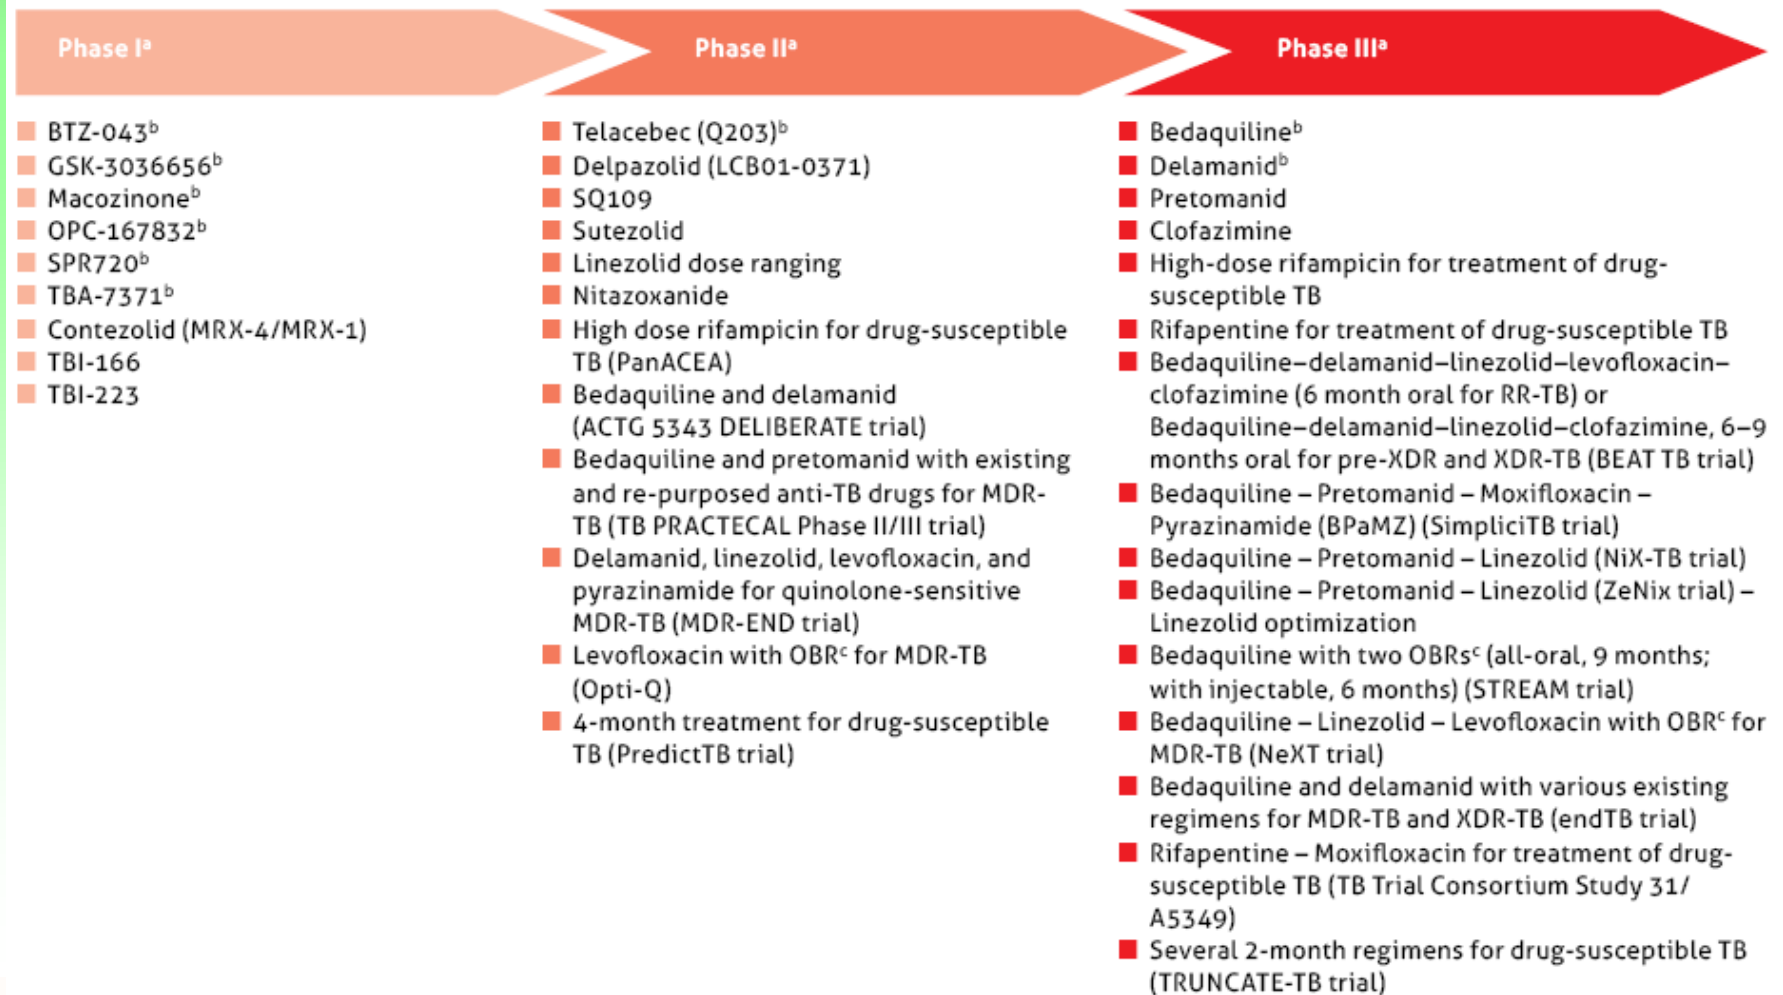 Phase Iᵃ
BTZ-043ᵇ
GSK-3036656ᵇ
Macozinoneᵇ
OPC-167832ᵇ
SPR720ᵇ
TBA-7371ᵇ
Contezolid (MRX-4/MRX-1)
TBI-166
TBI-223
Phase IIᵃ
Telacebec (Q203)ᵇ
Delpazolid (LCB01-0371)
SQ109
Sutezolid
Linezolid dose ranging
Nitazoxanide
High dose rifampicin for drug-susceptible
TB (PanACEA)
Bedaquiline and delamanid
(ACTG 5343 DELIBERATE trial)
Bedaquiline and pretomanid with existing
and re-purposed anti-TB drugs for MDR-
TB (TB PRACTECAL Phase II/III trial)
Delamanid, linezolid, levofloxacin, and
pyrazinamide for quinolone-sensitive
MDR-TB (MDR-END trial)
Levofloxacin with OBRᶜ for MDR-TB
(Opti-Q)
4-month treatment for drug-susceptible
TB (PredictTB trial)
Phase IIIᵃ
Bedaquilineᵇ
Delamanidᵇ
Pretomanid
Clofazimine
High-dose rifampicin for treatment of drug-
susceptible TB
Rifapentine for treatment of drug-susceptible TB
Bedaquiline–delamanid–linezolid–levofloxacin–
clofazimine (6 month oral for RR-TB) or
Bedaquiline–delamanid–linezolid–clofazimine, 6–9
months oral for pre-XDR and XDR-TB (BEAT TB trial)
Bedaquiline – Pretomanid – Moxifloxacin –
Pyrazinamide (BPaMZ) (SimpliciTB trial)
Bedaquiline – Pretomanid – Linezolid (NiX-TB trial)
Bedaquiline – Pretomanid – Linezolid (ZeNix trial) –
Linezolid optimization
Bedaquiline with two OBRsᶜ (all-oral, 9 months;
with injectable, 6 months) (STREAM trial)
Bedaquiline – Linezolid – Levofloxacin with OBRᶜ for
MDR-TB (NeXT trial)
Bedaquiline and delamanid with various existing
regimens for MDR-TB and XDR-TB (endTB trial)
Rifapentine – Moxifloxacin for treatment of drug-
susceptible TB (TB Trial Consortium Study 31/
A5349)
Several 2-month regimens for drug-susceptible TB
(TRUNCATE-TB trial)